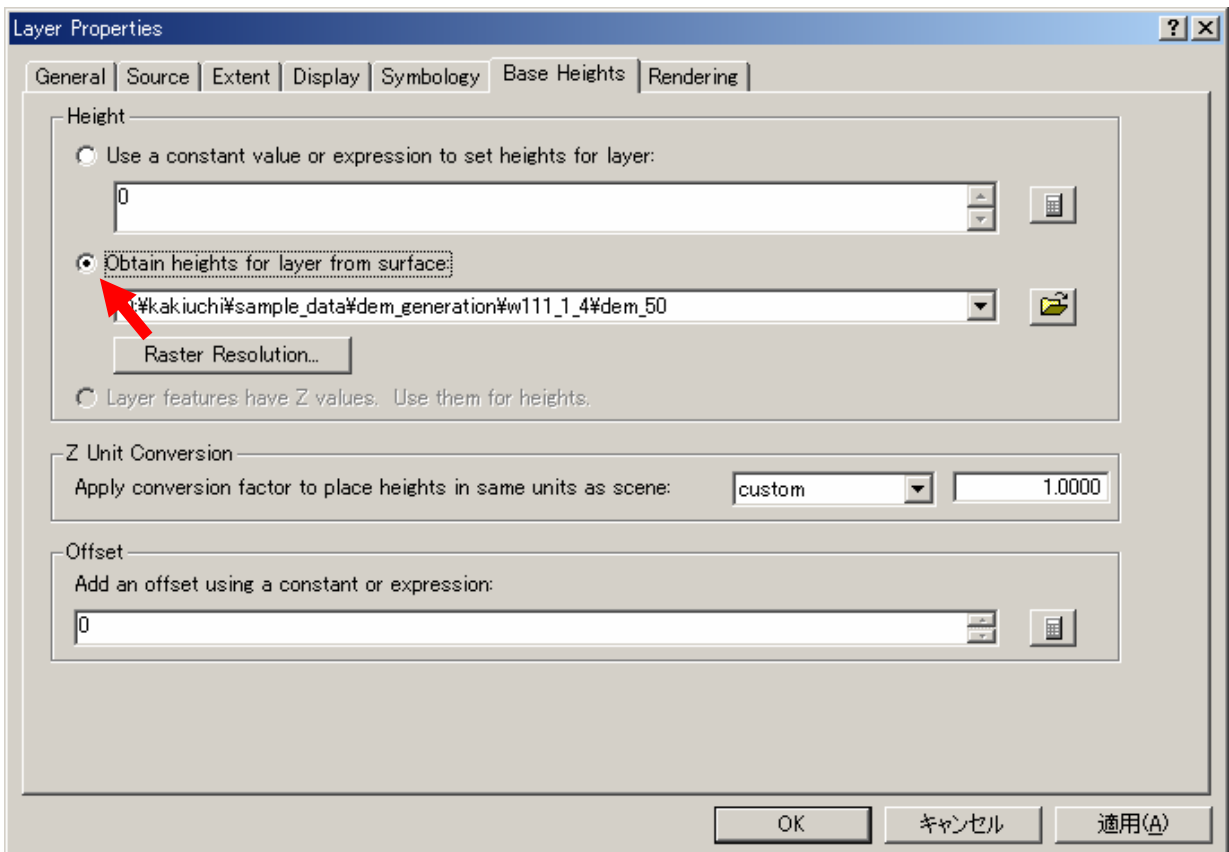 Layer Properties
General Source Extent Display Symbology Base Heights Rendering
Height
Use a constant value or expression to set heights for layer:
0
Obtain heights for layer from surface:
:¥kakiuchi¥sample_data¥dem_generation¥w111_1_4¥dem_50
Raster Resolution...
Layer features have Z values. Use them for heights.
Z Unit Conversion
Apply conversion factor to place heights in same units as scene: custom 1.0000
Offset
Add an offset using a constant or expression:
0
OK キャンセル 適用(A)